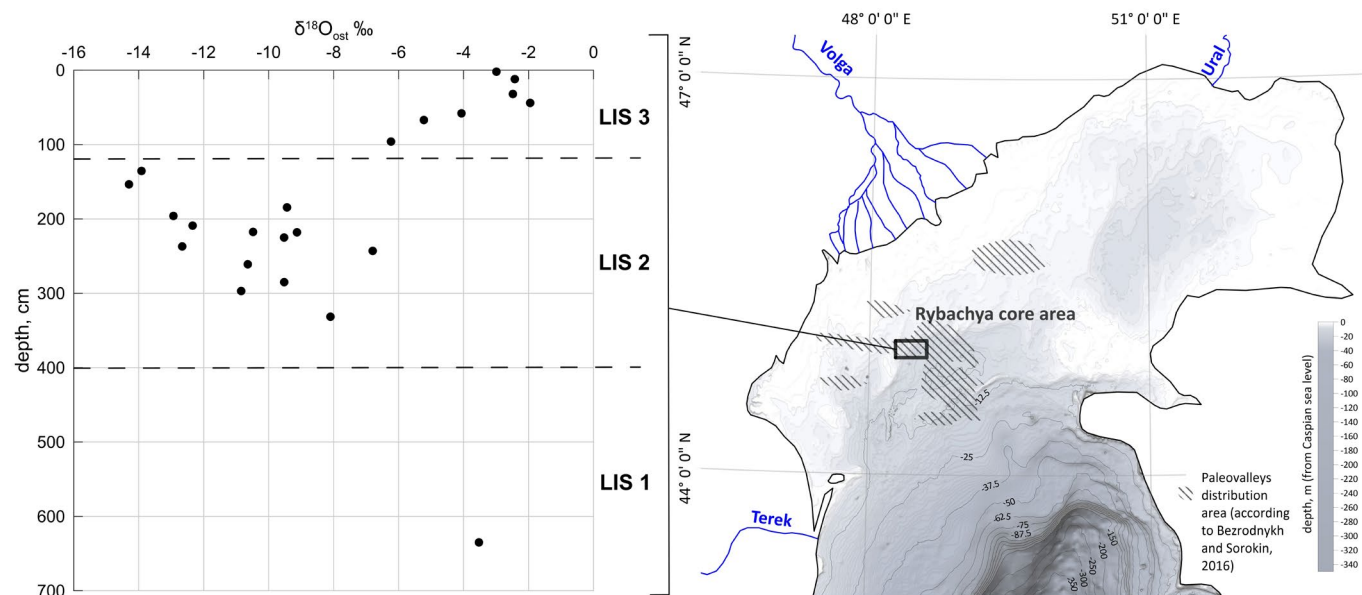 δ¹⁸Oost ‰
-16 -14 -12 -10 -8 -6 -4 -2 0
0
100
200
300
400
500
600
700
depth, cm
LIS 3
LIS 2
LIS 1
48° 0' 0" E
51° 0' 0" E
47° 0' 0" N
44° 0' 0" N
Volga
Ural
Rybachya core area
Terek
-12.5
-25
-37.5
-50
-62.5
-75
-87.5
-150
-200
-250
-300
-350
Paleovalleys
distribution
area (according
to Bezrodnykh
and Sorokin,
2016)
depth, m (from Caspian sea level)
0
-20
-40
-60
-80
-100
-120
-140
-160
-180
-200
-220
-240
-260
-280
-300
-320
-340